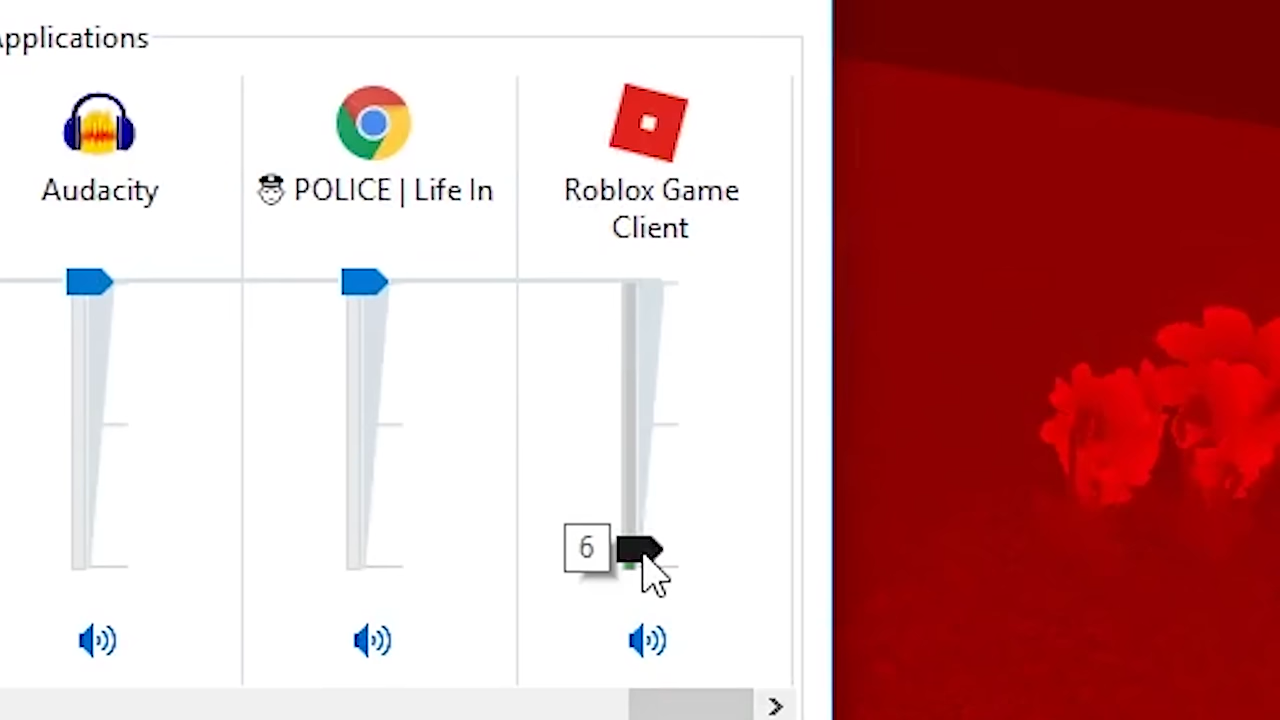 Applications
Audacity
👮 POLICE | Life In
Roblox Game
Client
6